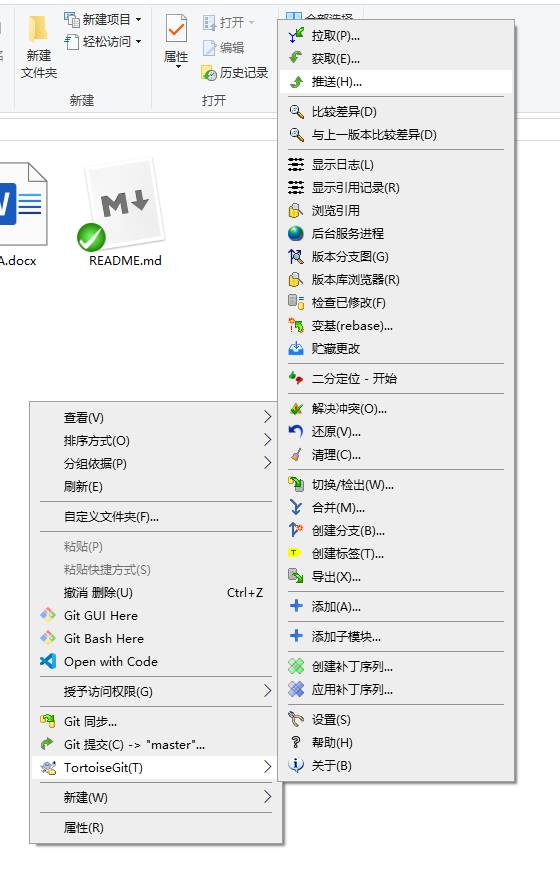 新建项目
轻松访问
新建
文件夹
新建
属性
打开
编辑
历史记录
打开
全部选择
A.docx
README.md
拉取(P)...
获取(E)...
推送(H)...
比较差异(D)
与上一版本比较差异(D)
显示日志(L)
显示引用记录(R)
浏览引用
后台服务进程
版本分支图(G)
版本库浏览器(R)
检查已修改(F)
变基(rebase)...
贮藏更改
二分定位 - 开始
解决冲突(O)...
还原(V)...
清理(C)...
切换/检出(W)...
合并(M)...
创建分支(B)...
创建标签(T)...
导出(X)...
添加(A)...
添加子模块...
创建补丁序列...
应用补丁序列...
设置(S)
帮助(H)
关于(B)
查看(V)
排序方式(O)
分组依据(P)
刷新(E)
自定义文件夹(F)...
粘贴(P)
粘贴快捷方式(S)
撤消 删除(U) Ctrl+Z
Git GUI Here
Git Bash Here
Open with Code
授予访问权限(G)
Git 同步...
Git 提交(C) -> "master"...
TortoiseGit(T)
新建(W)
属性(R)